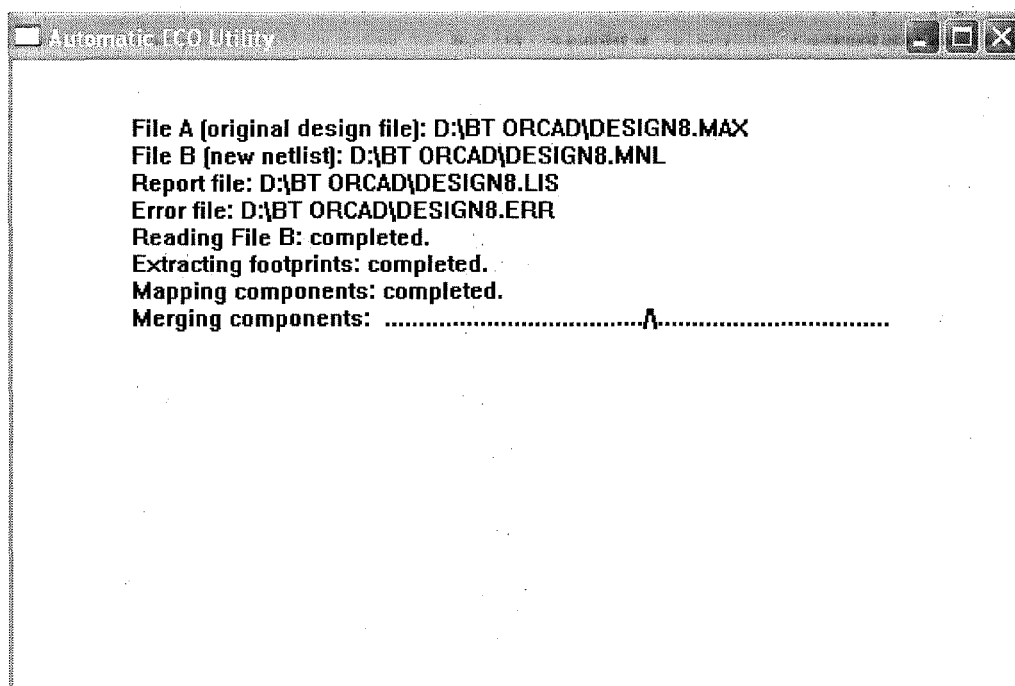 Automatic ECO Utility
File A (original design file): D:\BT ORCAD\DESIGN8.MAX
File B (new netlist): D:\BT ORCAD\DESIGN8.MNL
Report file: D:\BT ORCAD\DESIGN8.LIS
Error file: D:\BT ORCAD\DESIGN8.ERR
Reading File B: completed.
Extracting footprints: completed.
Mapping components: completed.
Merging components: ......................................./\...................................